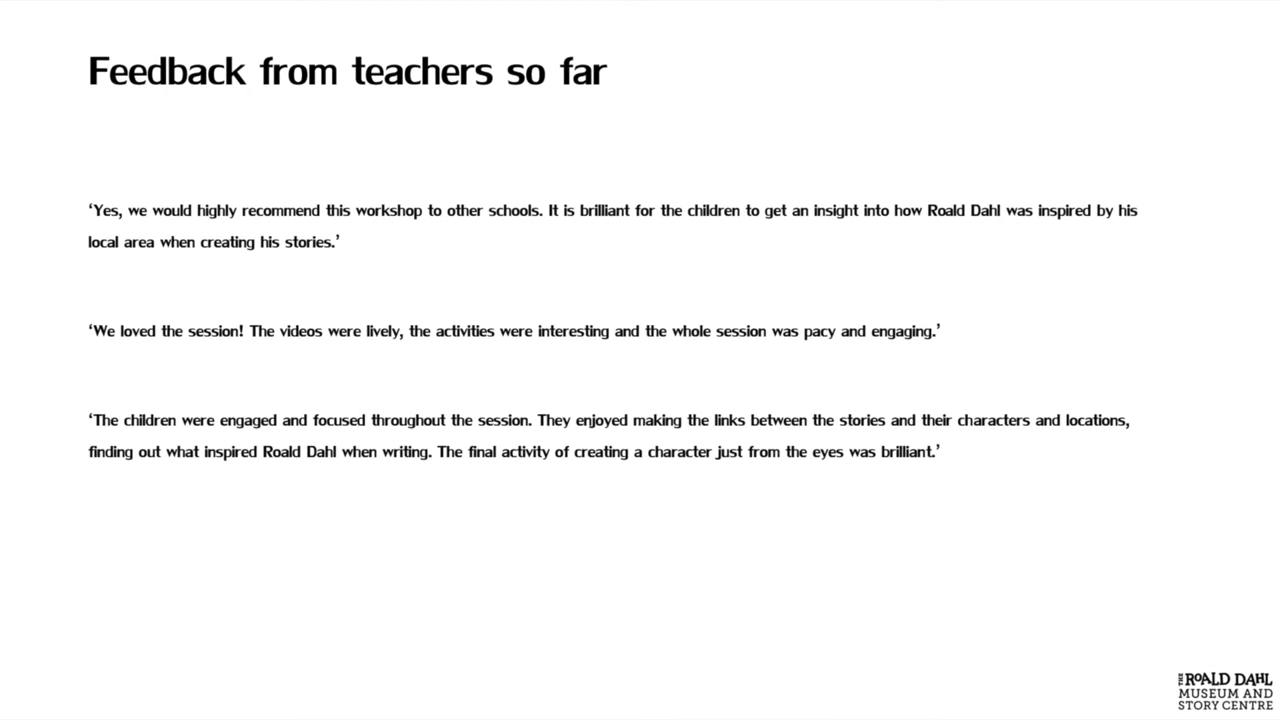 Feedback from teachers so far
‘Yes, we would highly recommend this workshop to other schools. It is brilliant for the children to get an insight into how Roald Dahl was inspired by his
local area when creating his stories.’
‘We loved the session! The videos were lively, the activities were interesting and the whole session was pacy and engaging.’
‘The children were engaged and focused throughout the session. They enjoyed making the links between the stories and their characters and locations,
finding out what inspired Roald Dahl when writing. The final activity of creating a character just from the eyes was brilliant.’
THE ROALD DAHL
MUSEUM AND
STORY CENTRE